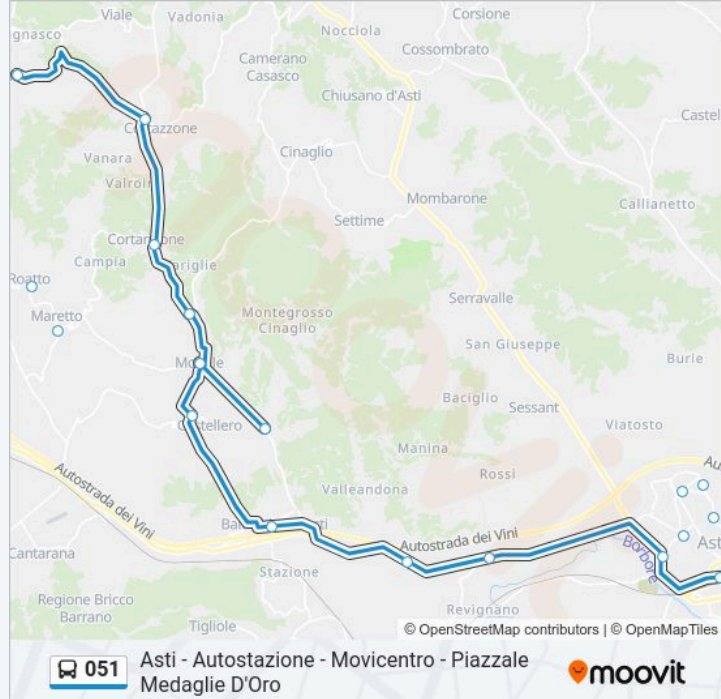 Viale
Vadonia
Nocciola
Corsione
Cossombrato
Camerano
Casasco
Chiusano d'Asti
Cinaglio
Vanara
Mombarone
Callianetto
Settime
Campia
Roatto
Maretto
Montegrosso
Cinaglio
Serravalle
San Giuseppe
Burie
Baciglio
Sessant
Viatosto
Manina
Rossi
Valleandona
Autostrada dei Vini
Autostrada dei Vini
Borbore
Cantarana
Stazione
Regione Bricco
Barrano
Tigliole
Revignano
© OpenStreetMap contributors | © OpenMapTiles
051
Asti - Autostazione - Movicentro - Piazzale
Medaglie D'Oro
moovit